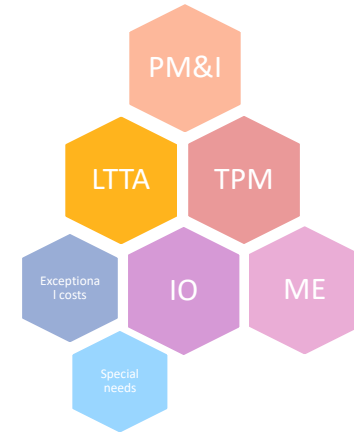 PM&I
LTTA
TPM
Exceptiona
l costs
IO
ME
Special
needs